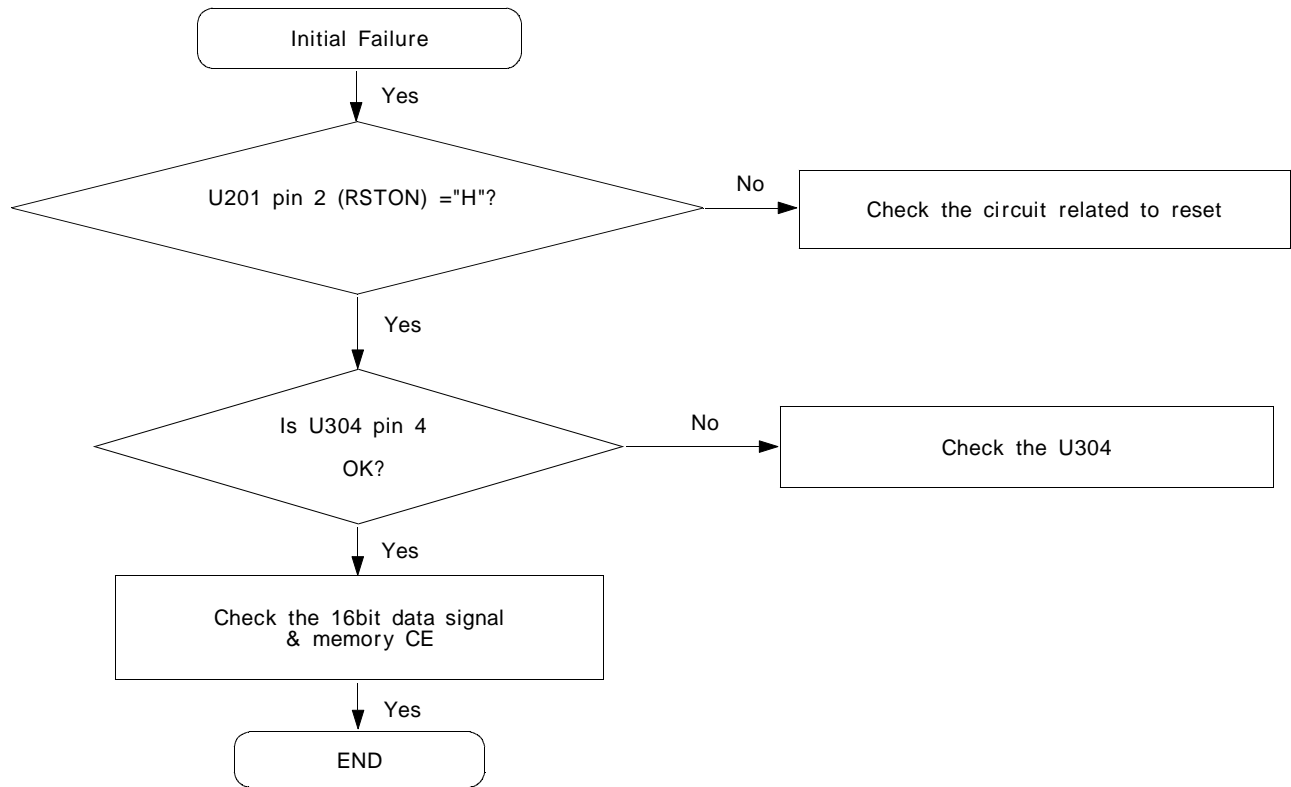 Initial Failure
Yes
U201 pin 2 (RSTON) ="H"?
No
Check the circuit related to reset
Yes
Is U304 pin 4
OK?
No
Check the U304
Yes
Check the 16bit data signal
& memory CE
Yes
END